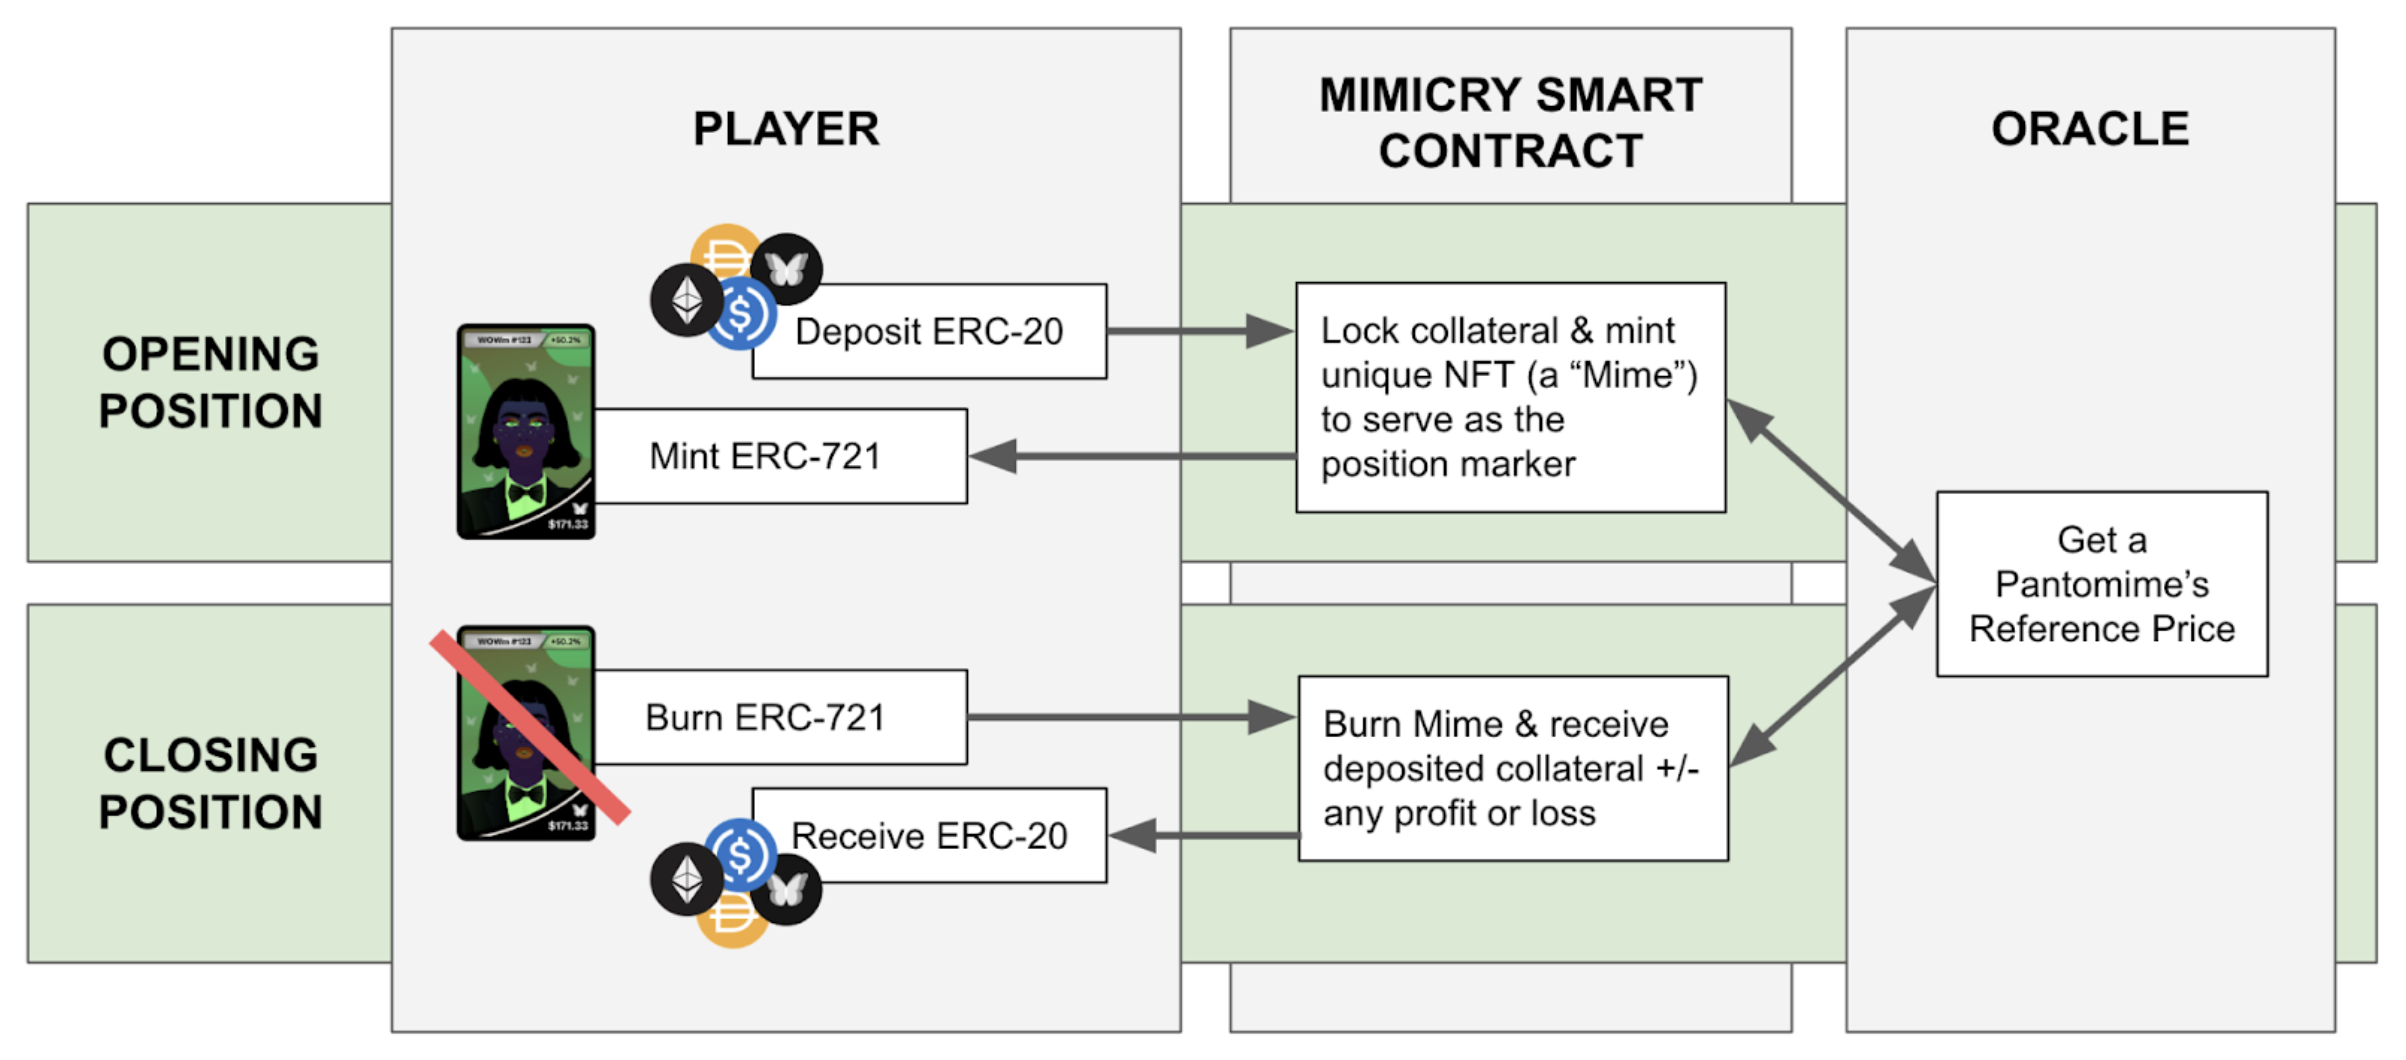 PLAYER
MIMICRY SMART
CONTRACT
ORACLE
OPENING
POSITION
Deposit ERC-20
WOWm #123 +50.2%
$171.33
Mint ERC-721
Lock collateral & mint
unique NFT (a “Mime”)
to serve as the
position marker
Get a
Pantomime’s
Reference Price
CLOSING
POSITION
WOWm #123 +50.2%
$171.33
Burn ERC-721
Receive ERC-20
Burn Mime & receive
deposited collateral +/-
any profit or loss